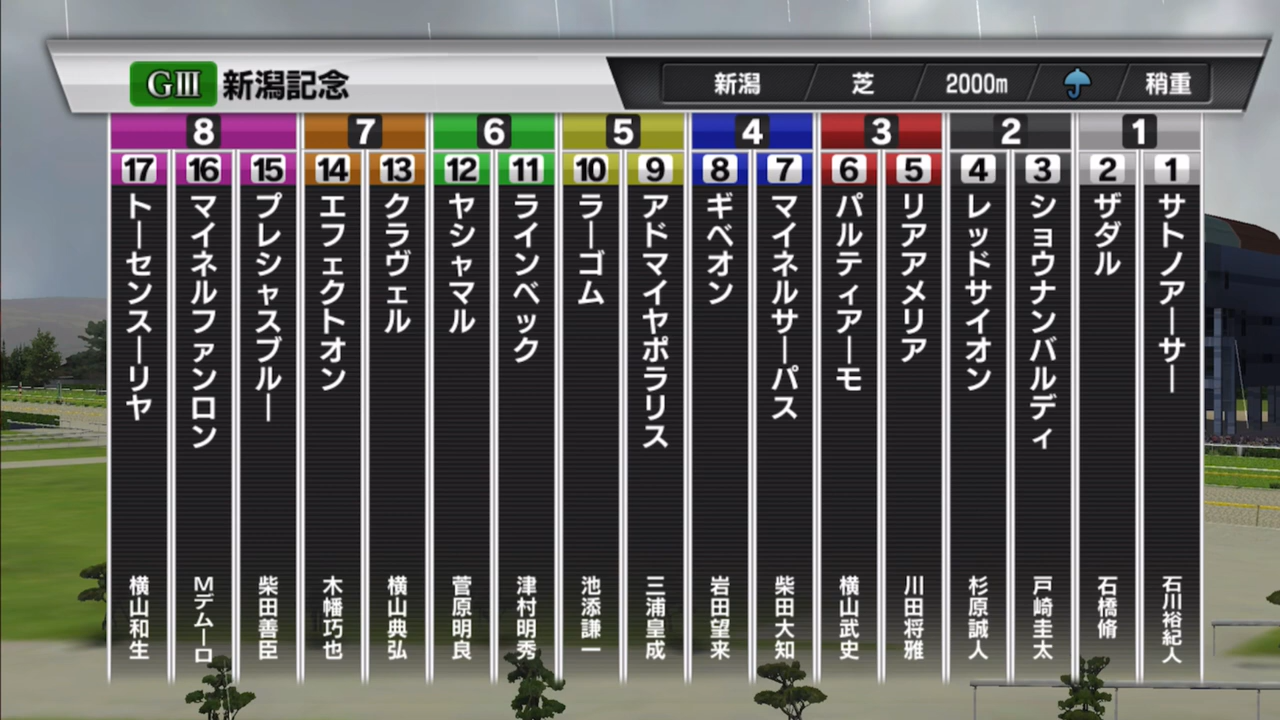 GIII 新潟記念
新潟 芝 2000m 稍重
8 7 6 5 4 3 2 1
17 16 15 14 13 12 11 10 9 8 7 6 5 4 3 2 1
サトノアーサー
石川裕紀人
ザダル
石橋脩
ショウナンバルディ
戸崎圭太
レッドサイオン
杉原誠人
リアアメリア
川田将雅
パルティアーモ
横山武史
マイネルサーパス
柴田大知
ギベオン
岩田望来
アドマイヤポラリス
三浦皇成
ラーゴム
池添謙一
ラインベック
津村明秀
ヤシャマル
菅原明良
クラヴェル
横山典弘
エフェクトオン
木幡巧也
プレシャスブルー
柴田善臣
マイネルファンロン
Mデムーロ
トーセンスーリヤ
横山和生